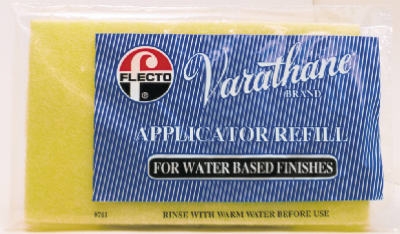 FLECTO
®
Varathane®
BRAND
APPLICATOR REFILL
FOR WATER BASED FINISHES
RINSE WITH WARM WATER BEFORE USE